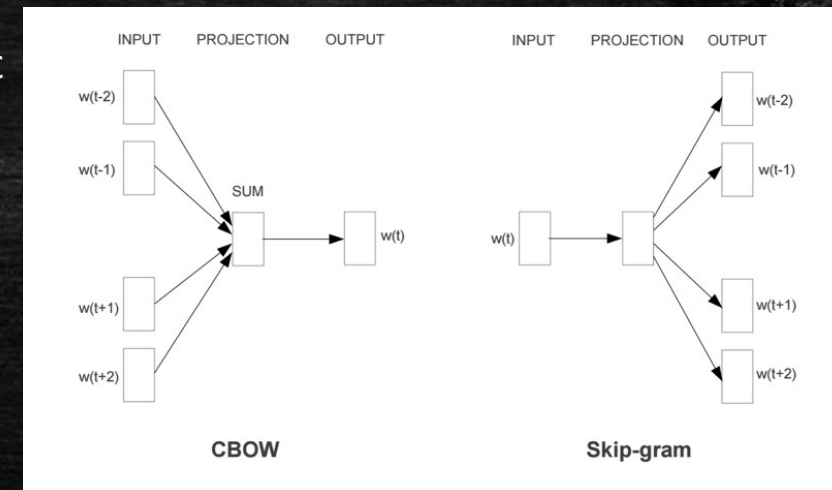 INPUT PROJECTION OUTPUT
w(t-2)
w(t-1)
SUM
w(t)
w(t+1)
w(t+2)
CBOW
INPUT PROJECTION OUTPUT
w(t-2)
w(t-1)
w(t)
w(t+1)
w(t+2)
Skip-gram